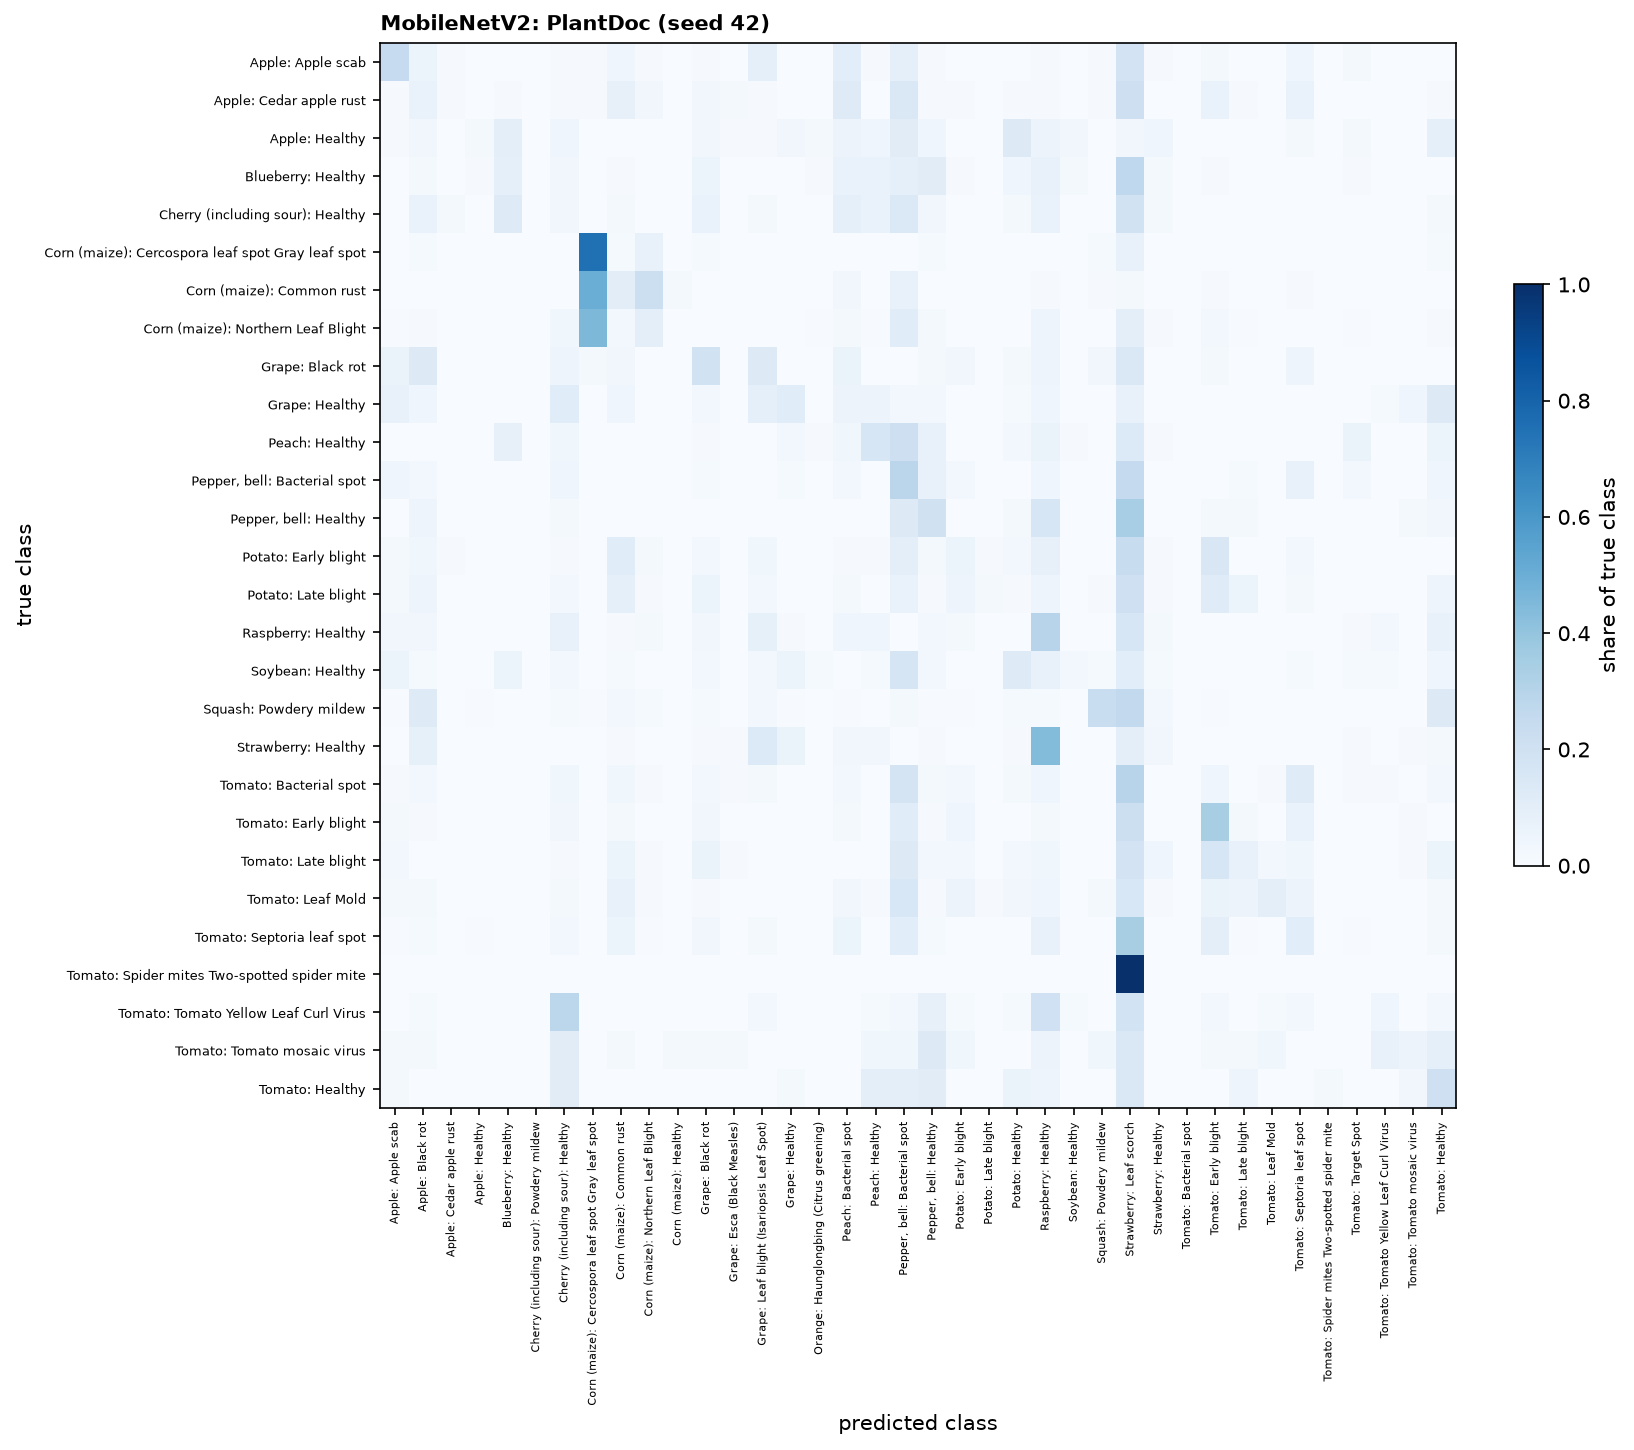 MobileNetV2: PlantDoc (seed 42)
true class
Apple: Apple scab
Apple: Cedar apple rust
Apple: Healthy
Blueberry: Healthy
Cherry (including sour): Healthy
Corn (maize): Cercospora leaf spot Gray leaf spot
Corn (maize): Common rust
Corn (maize): Northern Leaf Blight
Grape: Black rot
Grape: Healthy
Peach: Healthy
Pepper, bell: Bacterial spot
Pepper, bell: Healthy
Potato: Early blight
Potato: Late blight
Raspberry: Healthy
Soybean: Healthy
Squash: Powdery mildew
Strawberry: Healthy
Tomato: Bacterial spot
Tomato: Early blight
Tomato: Late blight
Tomato: Leaf Mold
Tomato: Septoria leaf spot
Tomato: Spider mites Two-spotted spider mite
Tomato: Tomato Yellow Leaf Curl Virus
Tomato: Tomato mosaic virus
Tomato: Healthy
Apple: Apple scab
Apple: Black rot
Apple: Cedar apple rust
Apple: Healthy
Blueberry: Healthy
Cherry (including sour): Powdery mildew
Cherry (including sour): Healthy
Corn (maize): Cercospora leaf spot Gray leaf spot
Corn (maize): Common rust
Corn (maize): Northern Leaf Blight
Corn (maize): Healthy
Grape: Black rot
Grape: Esca (Black Measles)
Grape: Leaf blight (Isariopsis Leaf Spot)
Grape: Healthy
Orange: Haunglongbing (Citrus greening)
Peach: Bacterial spot
Peach: Healthy
Pepper, bell: Bacterial spot
Pepper, bell: Healthy
Potato: Early blight
Potato: Late blight
Potato: Healthy
Raspberry: Healthy
Soybean: Healthy
Squash: Powdery mildew
Strawberry: Leaf scorch
Strawberry: Healthy
Tomato: Bacterial spot
Tomato: Early blight
Tomato: Late blight
Tomato: Leaf Mold
Tomato: Septoria leaf spot
Tomato: Spider mites Two-spotted spider mite
Tomato: Target Spot
Tomato: Tomato Yellow Leaf Curl Virus
Tomato: Tomato mosaic virus
Tomato: Healthy
predicted class
1.0
0.8
0.6
0.4
0.2
0.0
share of true class